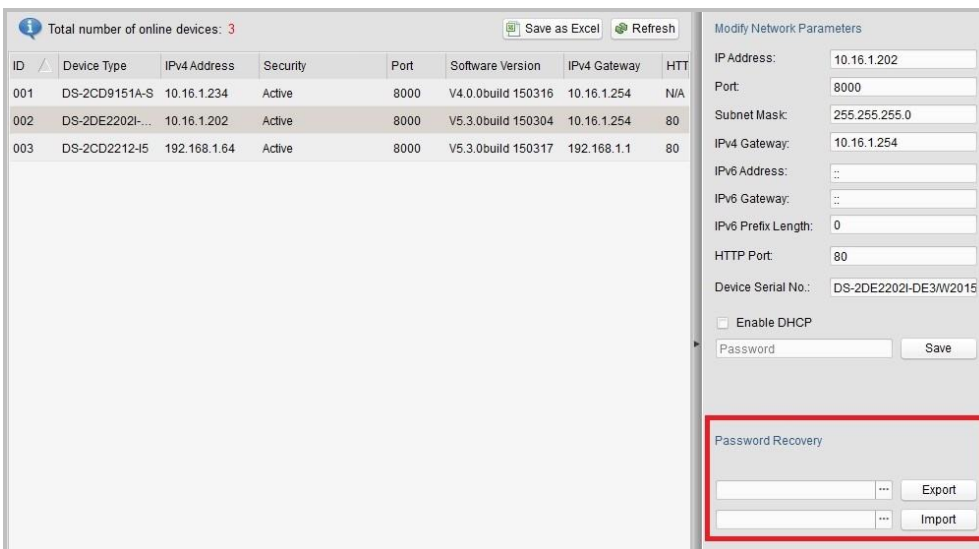 Total number of online devices: 3
Save as Excel
Refresh
ID Device Type IPv4 Address Security Port Software Version IPv4 Gateway HTT
001 DS-2CD9151A-S 10.16.1.234 Active 8000 V4.0.0build 150316 10.16.1.254 N/A
002 DS-2DE2202I-... 10.16.1.202 Active 8000 V5.3.0build 150304 10.16.1.254 80
003 DS-2CD2212-I5 192.168.1.64 Active 8000 V5.3.0build 150317 192.168.1.1 80
Modify Network Parameters
IP Address: 10.16.1.202
Port: 8000
Subnet Mask: 255.255.255.0
IPv4 Gateway: 10.16.1.254
IPv6 Address: ::
IPv6 Gateway: ::
IPv6 Prefix Length: 0
HTTP Port: 80
Device Serial No.: DS-2DE2202I-DE3/W2015
Enable DHCP
Password Save
Password Recovery
... Export
... Import